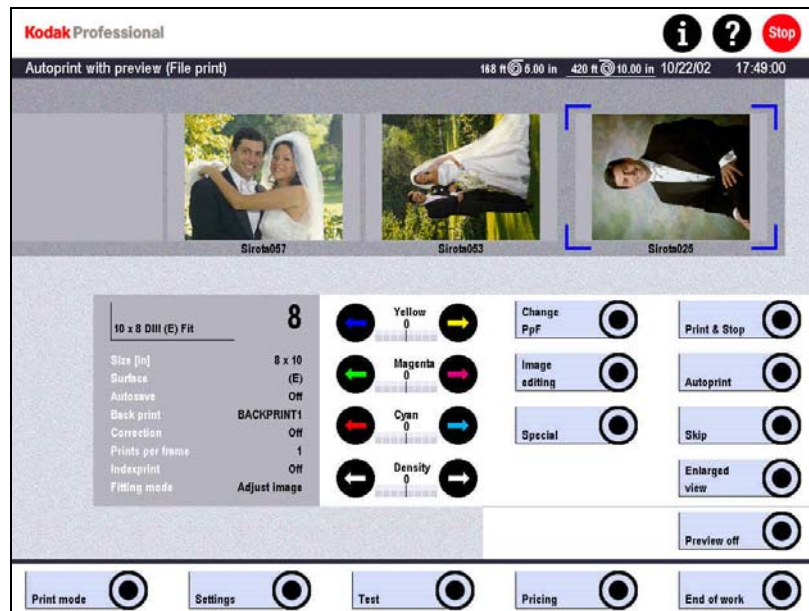 Kodak Professional
i ? Stop
Autoprint with preview (File print) 168 ft 5.00 in 420 ft 10.00 in 10/22/02 17:49:00
Sirota057 Sirota053 Sirota025
10 x 8 DIII (E) Fit 8
Size [in] 8 x 10
Surface (E)
Autosave Off
Back print BACKPRINT1
Correction Off
Prints per frame 1
Indexprint Off
Fitting mode Adjust image
Yellow
0
Magenta
0
Cyan
0
Density
0
Change
PpF
Image
editing
Special
Print & Stop
Autoprint
Skip
Enlarged
view
Preview off
Print mode Settings Test Pricing End of work